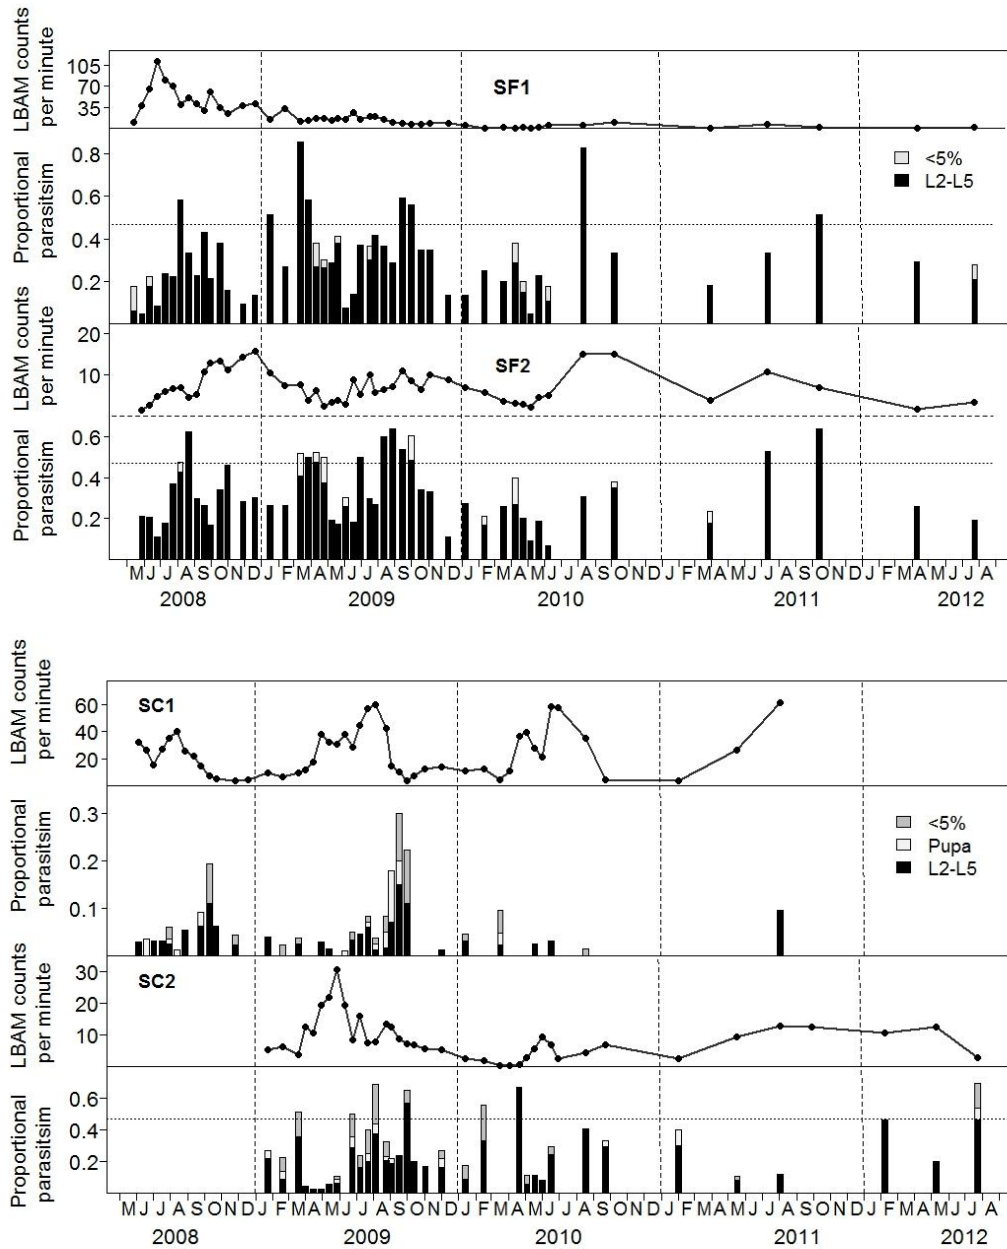 LBAM counts
per minute
105
70
35
SF1
Proportional
parasitsim
0.8
0.6
0.4
0.2
<5%
L2-L5
LBAM counts
per minute
20
10
SF2
Proportional
parasitsim
0.6
0.4
0.2
M J J A S O N D J F M A M J J A S O N D J F M A M J J A S O N D J F M A M J J A S O N D J F M A M J J A
2008 2009 2010 2011 2012
LBAM counts
per minute
60
40
20
SC1
Proportional
parasitsim
0.3
0.2
0.1
<5%
Pupa
L2-L5
LBAM counts
per minute
30
20
10
SC2
Proportional
parasitsim
0.6
0.4
0.2
M J J A S O N D J F M A M J J A S O N D J F M A M J J A S O N D J F M A M J J A S O N D J F M A M J J A
2008 2009 2010 2011 2012